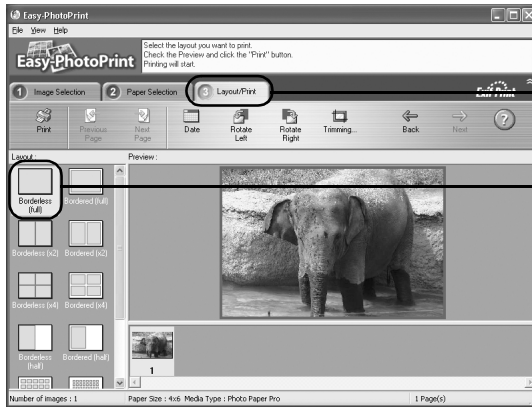 Easy-PhotoPrint
File View Help
Easy-PhotoPrint
Select the layout you want to print.
Check the Preview and click the "Print" button.
Printing will start.
1 Image Selection 2 Paper Selection 3 Layout/Print
Exif Print
Print Previous Page Next Page Date Rotate Left Rotate Right Trimming... Back Next ?
Layout : Preview :
Borderless (full) Bordered (full)
Borderless (x2) Bordered (x2)
Borderless (x4) Bordered (x4)
Borderless (half) Bordered (half)
1
Number of images : 1 Paper Size : 4x6 Media Type : Photo Paper Pro 1 Page(s)